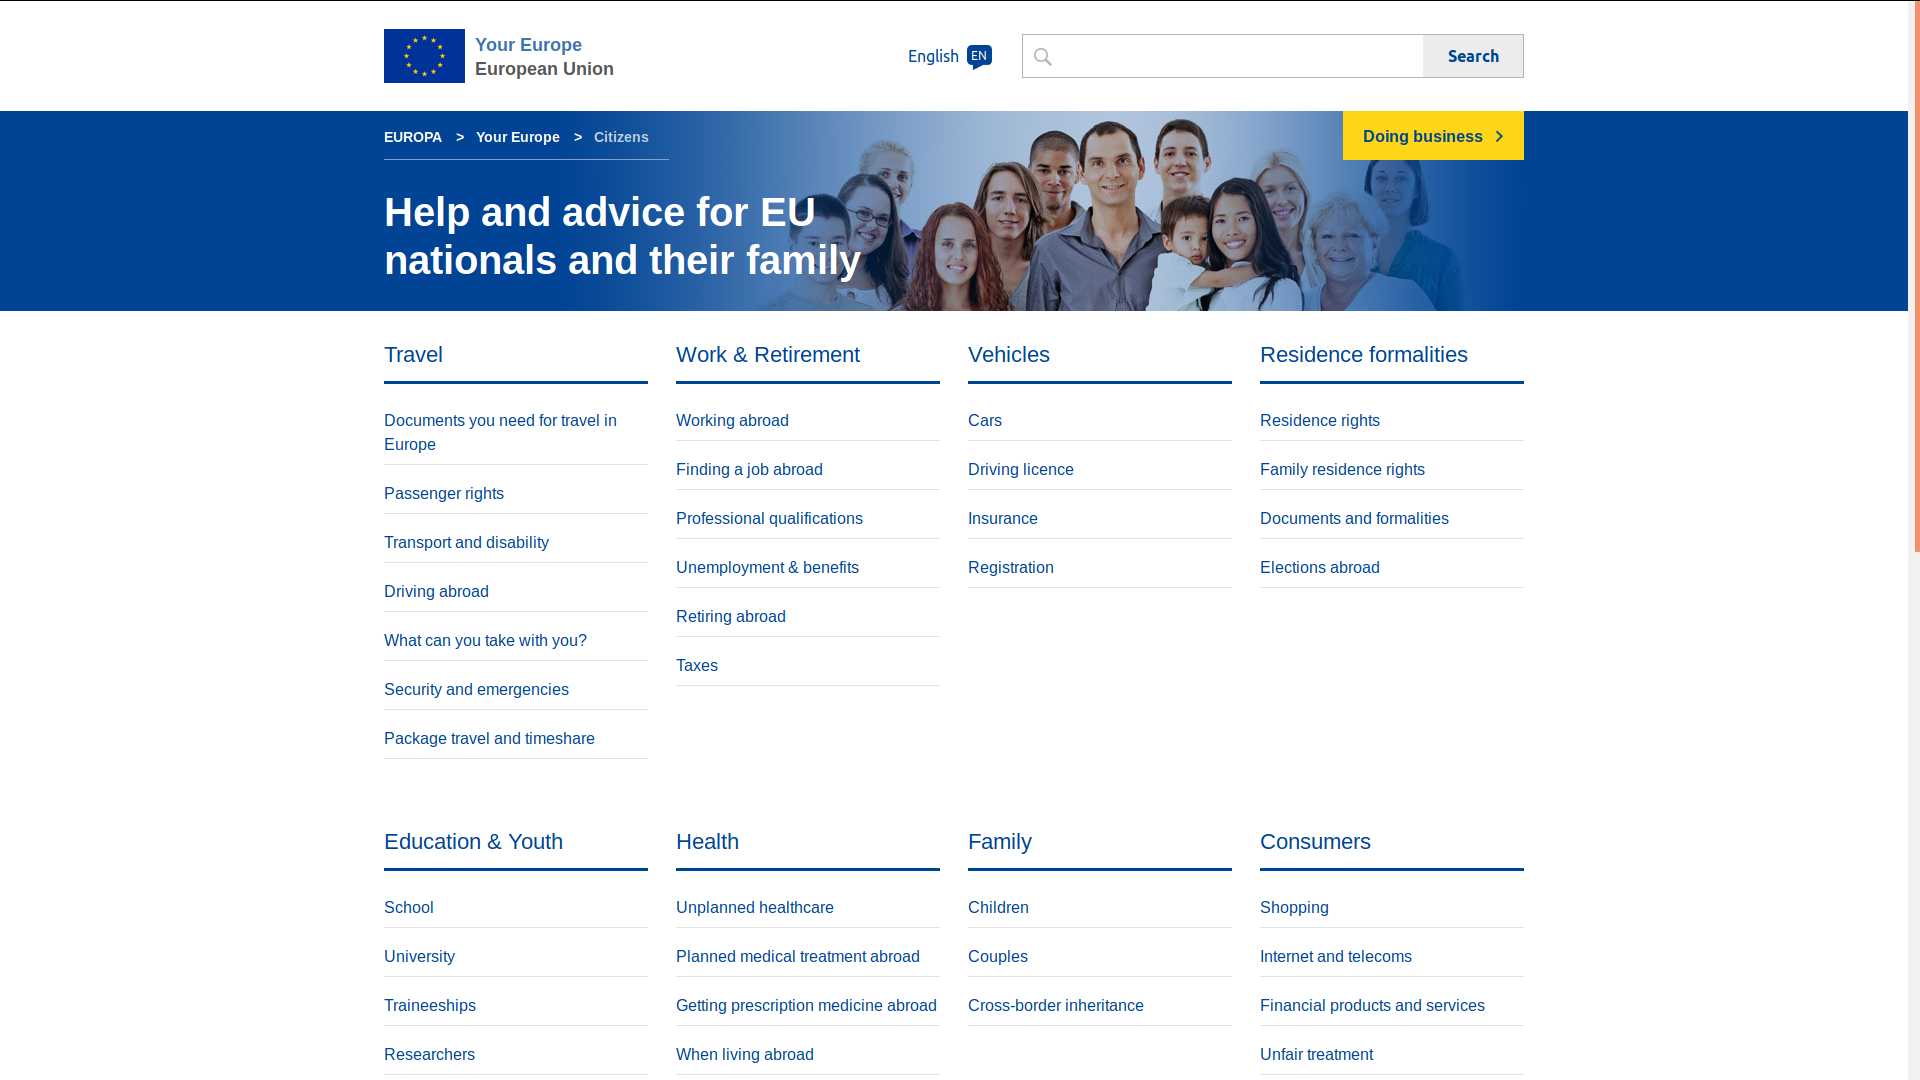 Your Europe
European Union
English EN
Search
EUROPA > Your Europe > Citizens
Doing business
Help and advice for EU
nationals and their family
Travel
Documents you need for travel in
Europe
Passenger rights
Transport and disability
Driving abroad
What can you take with you?
Security and emergencies
Package travel and timeshare
Work & Retirement
Working abroad
Finding a job abroad
Professional qualifications
Unemployment & benefits
Retiring abroad
Taxes
Vehicles
Cars
Driving licence
Insurance
Registration
Residence formalities
Residence rights
Family residence rights
Documents and formalities
Elections abroad
Education & Youth
School
University
Traineeships
Researchers
Health
Unplanned healthcare
Planned medical treatment abroad
Getting prescription medicine abroad
When living abroad
Family
Children
Couples
Cross-border inheritance
Consumers
Shopping
Internet and telecoms
Financial products and services
Unfair treatment